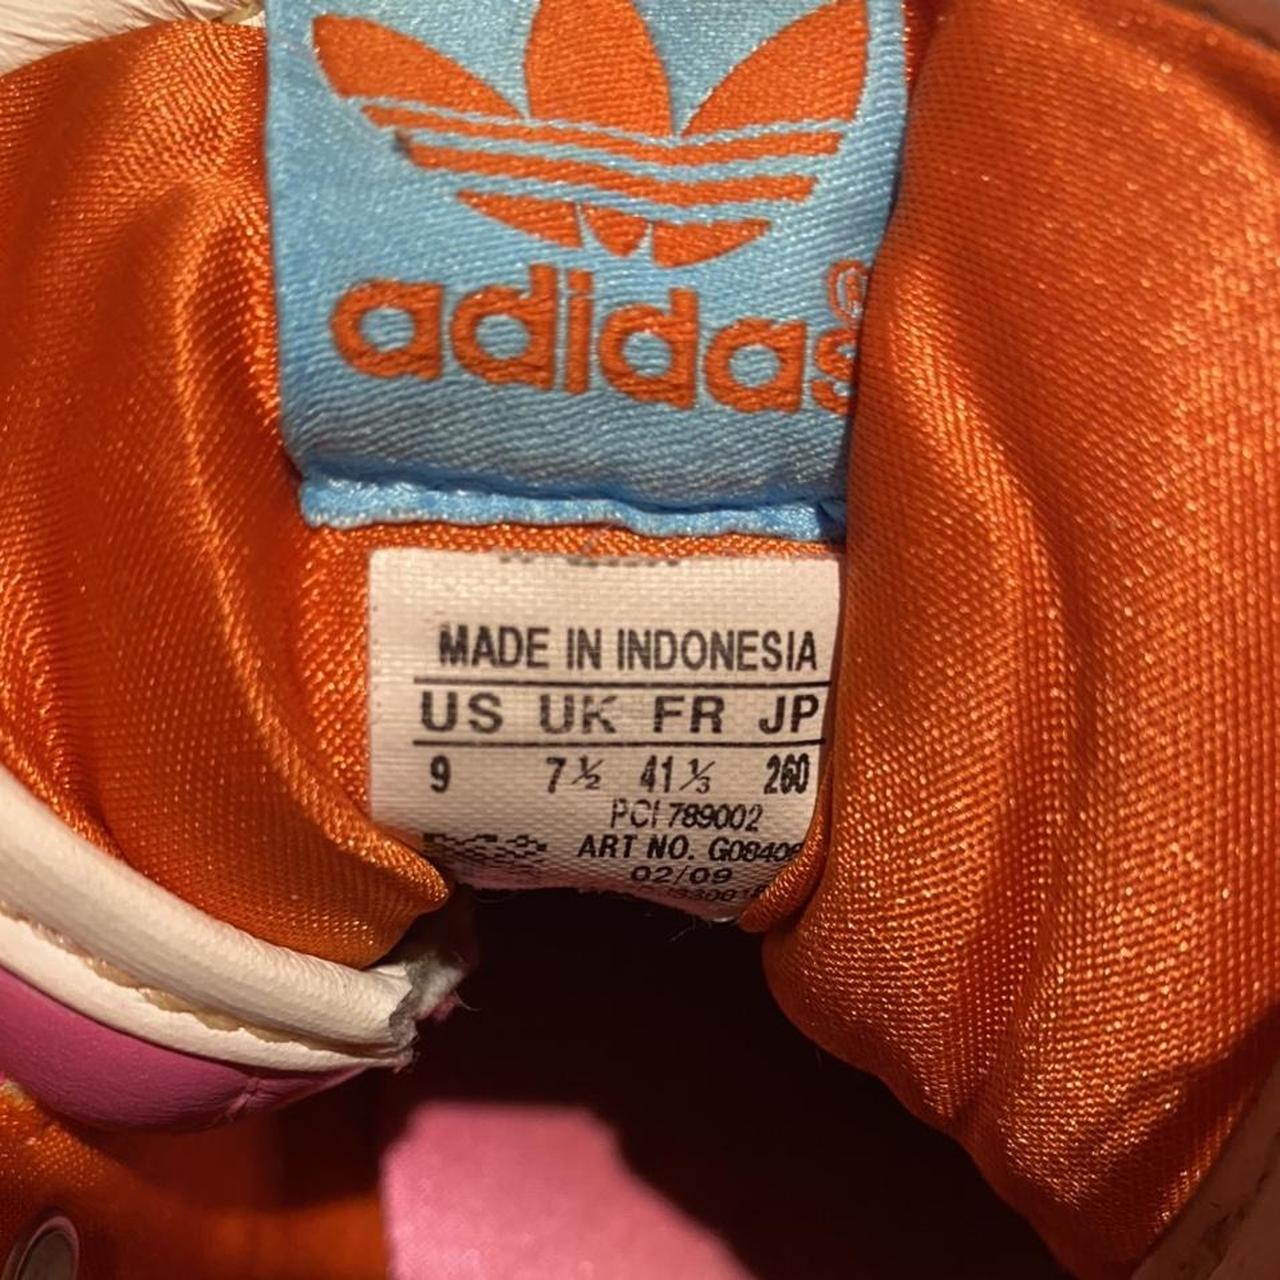 adidas®
MADE IN INDONESIA
US UK FR JP
9 7½ 41⅓ 260
PCI 789002
ART NO.
02/09